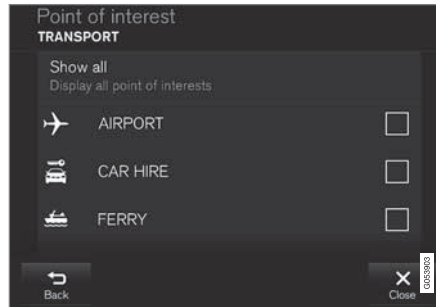 Point of interest
TRANSPORT
Show all
Display all point of interests
AIRPORT
CAR HIRE
FERRY
Back
Close
G053903